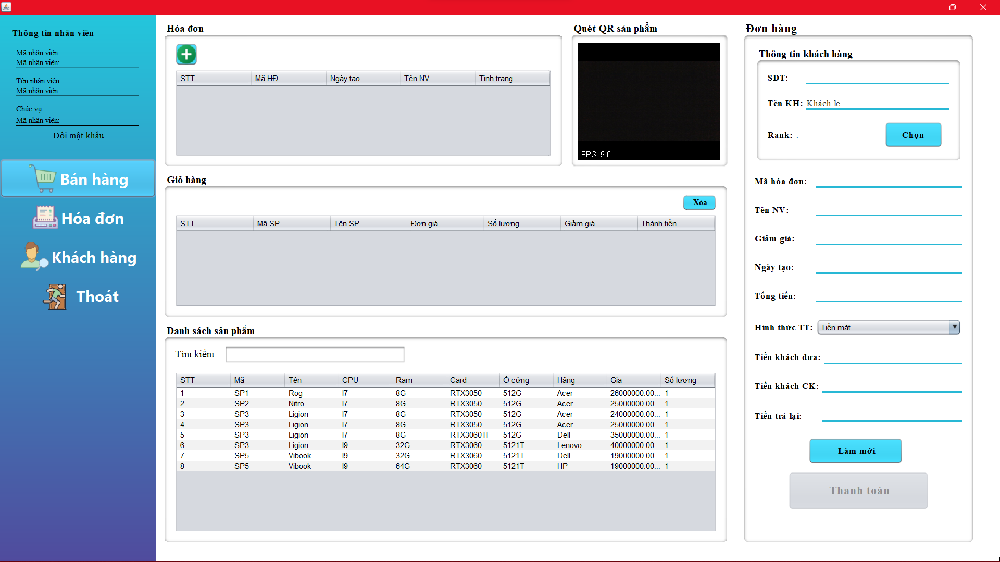 Thông tin nhân viên
Mã nhân viên:
Mã nhân viên:
Tên nhân viên:
Mã nhân viên:
Chúc vụ:
Mã nhân viên:
Đổi mật khẩu
Bán hàng
Hóa đơn
Khách hàng
Thoát
Hóa đơn
STT Mã HĐ Ngày tạo Tên NV Tình trạng
Quét QR sản phẩm
FPS: 9.6
Giỏ hàng
Xóa
STT Mã SP Tên SP Đơn giá Số lượng Giảm giá Thành tiền
Danh sách sản phẩm
Tìm kiếm
STT Mã Tên CPU Ram Card Ổ cứng Hãng Gia Số lượng
1 SP1 Rog I7 8G RTX3050 512G Acer 26000000.00... 1
2 SP2 Nitro I7 8G RTX3050 512G Acer 25000000.00... 1
3 SP3 Ligion I7 8G RTX3050 512G Acer 24000000.00... 1
4 SP3 Ligion I7 8G RTX3050 512G Acer 25000000.00... 1
5 SP3 Ligion I7 8G RTX3060TI 512G Dell 35000000.00... 1
6 SP3 Ligion I9 32G RTX3060 5121T Lenovo 40000000.00... 1
7 SP5 Vibook I9 32G RTX3060 5121T Dell 19000000.00... 1
8 SP5 Vibook I9 64G RTX3060 5121T HP 19000000.00... 1
Đơn hàng
Thông tin khách hàng
SĐT:
Tên KH: Khách lẻ
Rank: .
Chọn
Mã hóa đơn:
Tên NV:
Giảm giá:
Ngày tạo:
Tổng tiền:
Hình thức TT: Tiền mặt
Tiền khách đưa:
Tiền khách CK:
Tiền trả lại:
Làm mới
Thanh toán